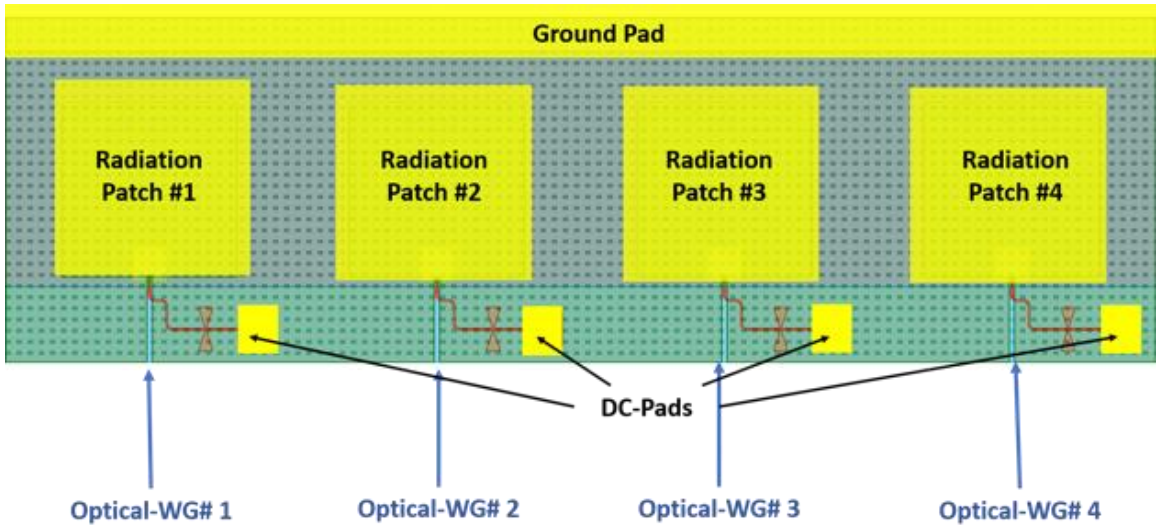 Ground Pad
Radiation
Patch #1
Radiation
Patch #2
Radiation
Patch #3
Radiation
Patch #4
DC-Pads
Optical-WG# 1
Optical-WG# 2
Optical-WG# 3
Optical-WG# 4